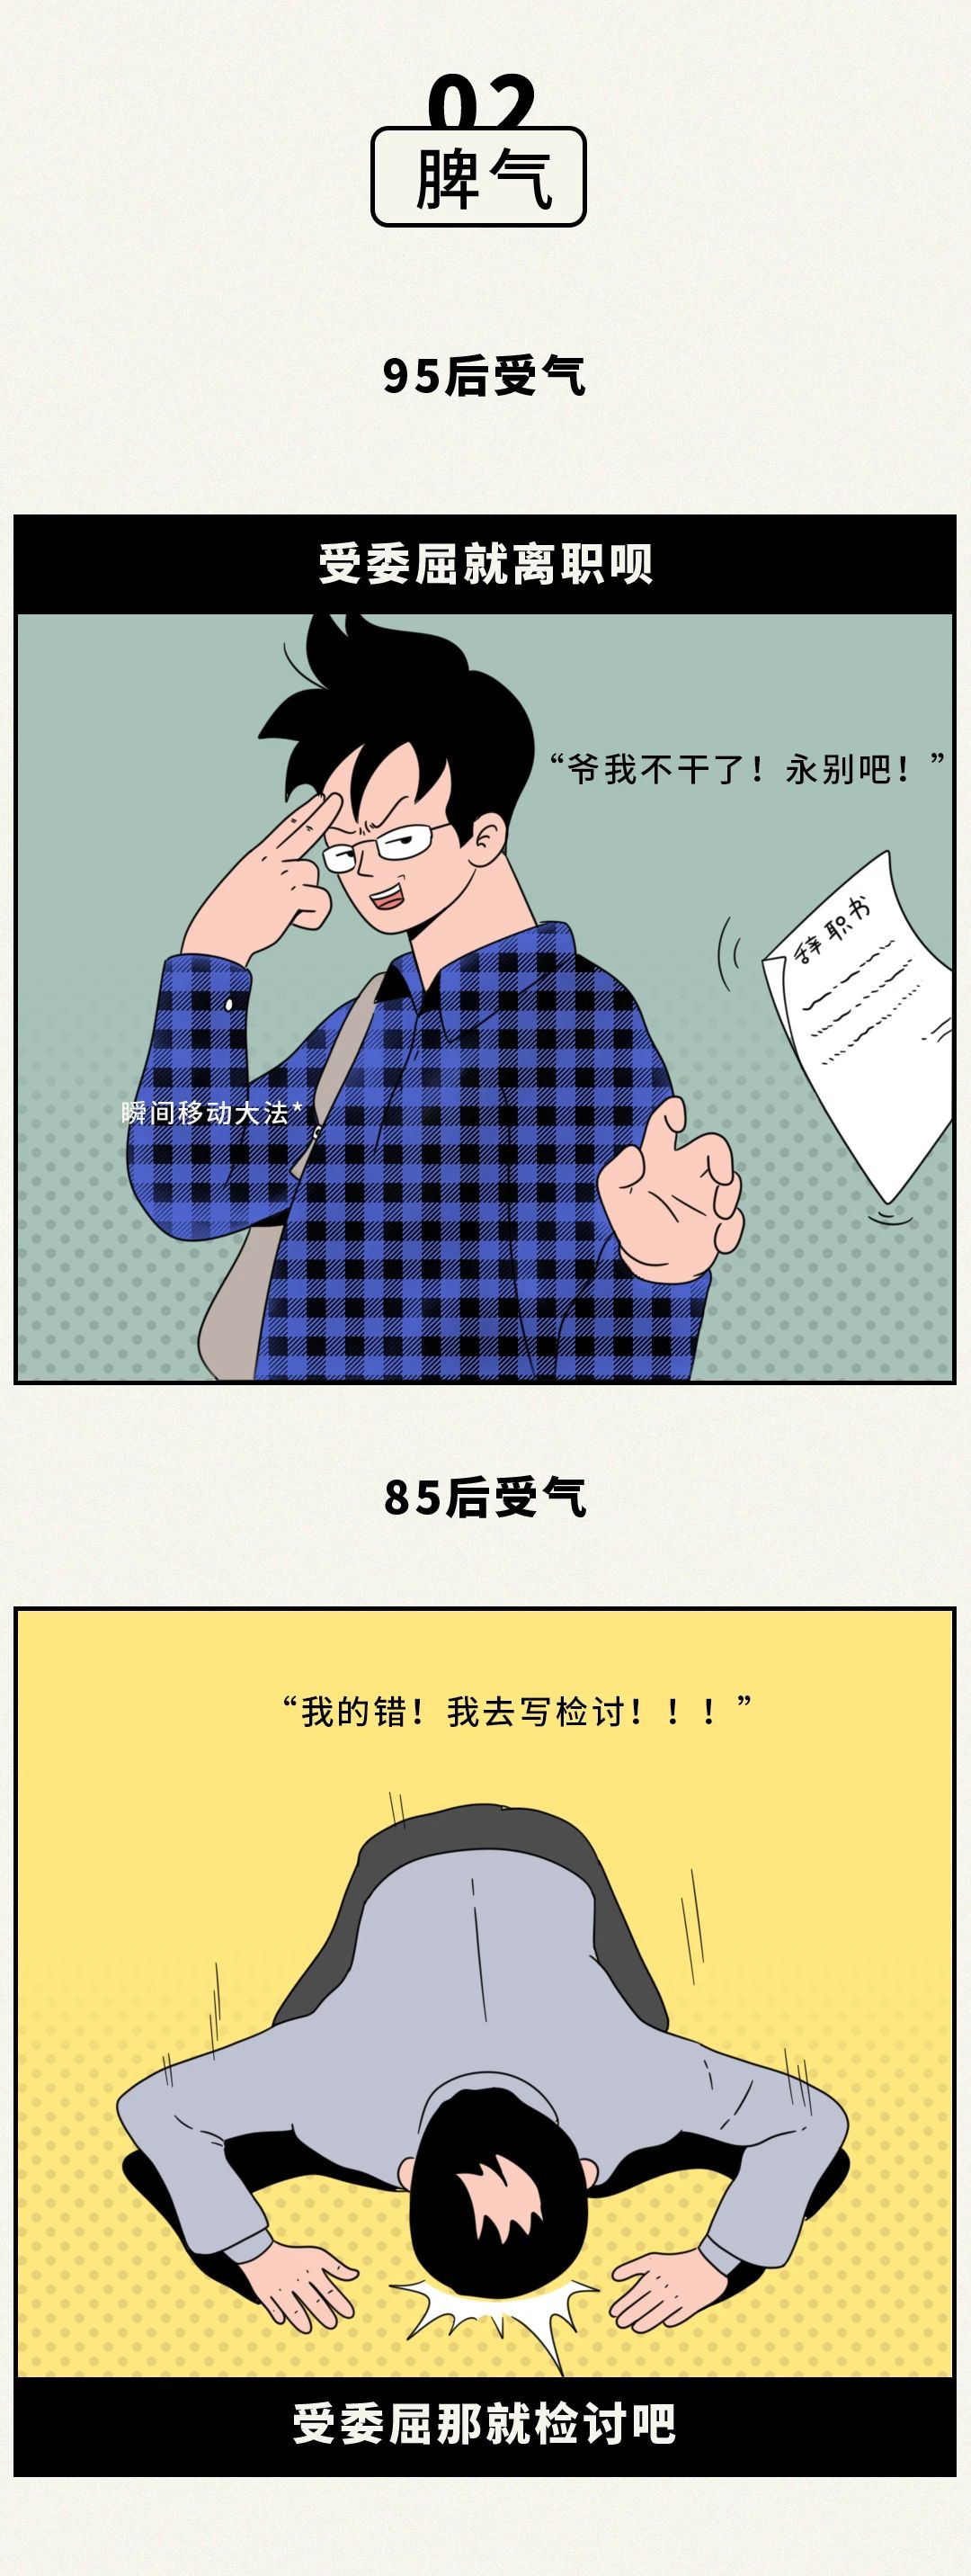 02
脾气
95后受气
受委屈就离职呗
“爷我不干了！永别吧！”
辞职书
瞬间移动大法*
85后受气
“我的错！我去写检讨！！！”
受委屈那就检讨吧